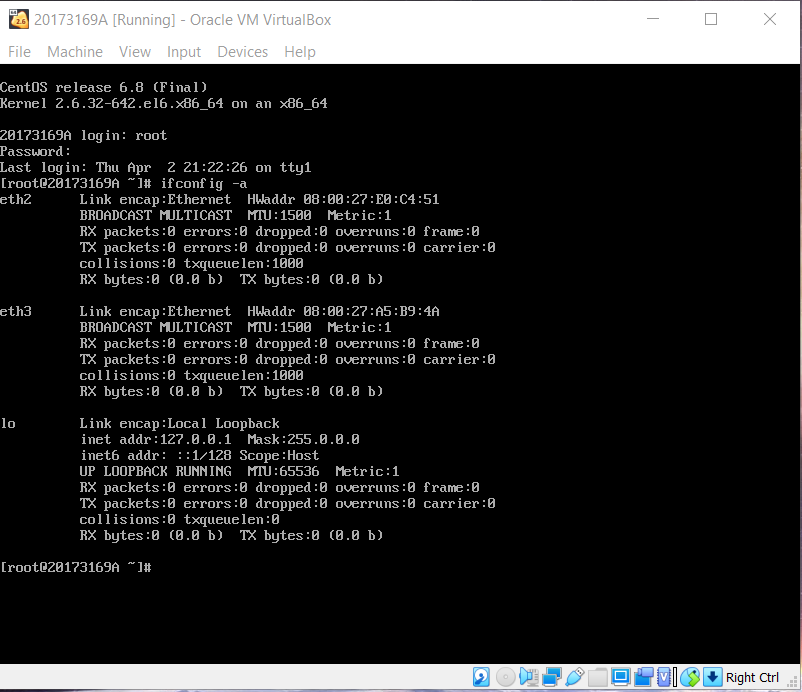 20173169A [Running] - Oracle VM VirtualBox
File Machine View Input Devices Help
CentOS release 6.8 (Final)
Kernel 2.6.32-642.el6.x86_64 on an x86_64
20173169A login: root
Password:
Last login: Thu Apr  2 21:22:26 on tty1
[root@20173169A ~]# ifconfig -a
eth2      Link encap:Ethernet  HWaddr 08:00:27:E0:C4:51
          BROADCAST MULTICAST  MTU:1500  Metric:1
          RX packets:0 errors:0 dropped:0 overruns:0 frame:0
          TX packets:0 errors:0 dropped:0 overruns:0 carrier:0
          collisions:0 txqueuelen:1000
          RX bytes:0 (0.0 b)  TX bytes:0 (0.0 b)
eth3      Link encap:Ethernet  HWaddr 08:00:27:A5:B9:4A
          BROADCAST MULTICAST  MTU:1500  Metric:1
          RX packets:0 errors:0 dropped:0 overruns:0 frame:0
          TX packets:0 errors:0 dropped:0 overruns:0 carrier:0
          collisions:0 txqueuelen:1000
          RX bytes:0 (0.0 b)  TX bytes:0 (0.0 b)
lo        Link encap:Local Loopback
          inet addr:127.0.0.1  Mask:255.0.0.0
          inet6 addr: ::1/128 Scope:Host
          UP LOOPBACK RUNNING  MTU:65536  Metric:1
          RX packets:0 errors:0 dropped:0 overruns:0 frame:0
          TX packets:0 errors:0 dropped:0 overruns:0 carrier:0
          collisions:0 txqueuelen:0
          RX bytes:0 (0.0 b)  TX bytes:0 (0.0 b)
[root@20173169A ~]#
Right Ctrl